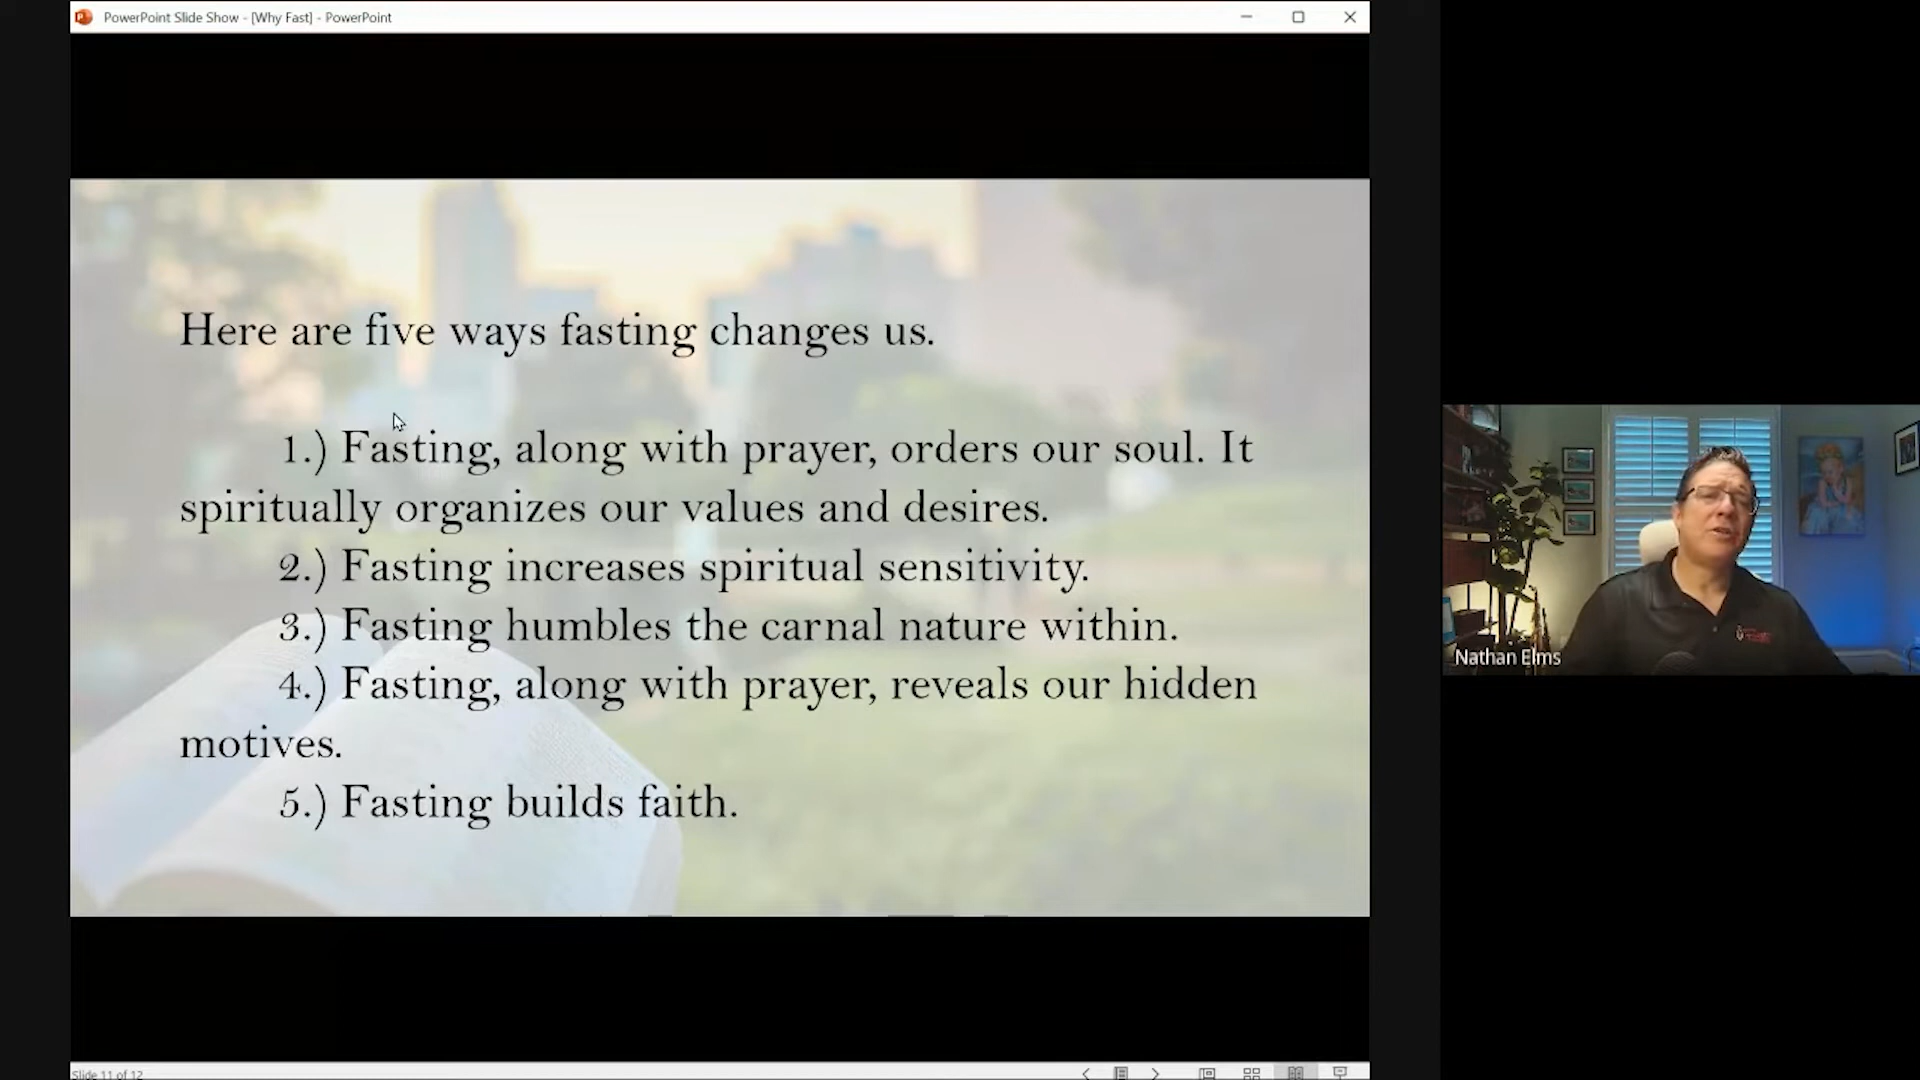 PowerPoint Slide Show - [Why Fast] - PowerPoint
Here are five ways fasting changes us.
1.) Fasting, along with prayer, orders our soul. It
spiritually organizes our values and desires.
2.) Fasting increases spiritual sensitivity.
3.) Fasting humbles the carnal nature within.
4.) Fasting, along with prayer, reveals our hidden
motives.
5.) Fasting builds faith.
Nathan Elms
Slide 11 of 12